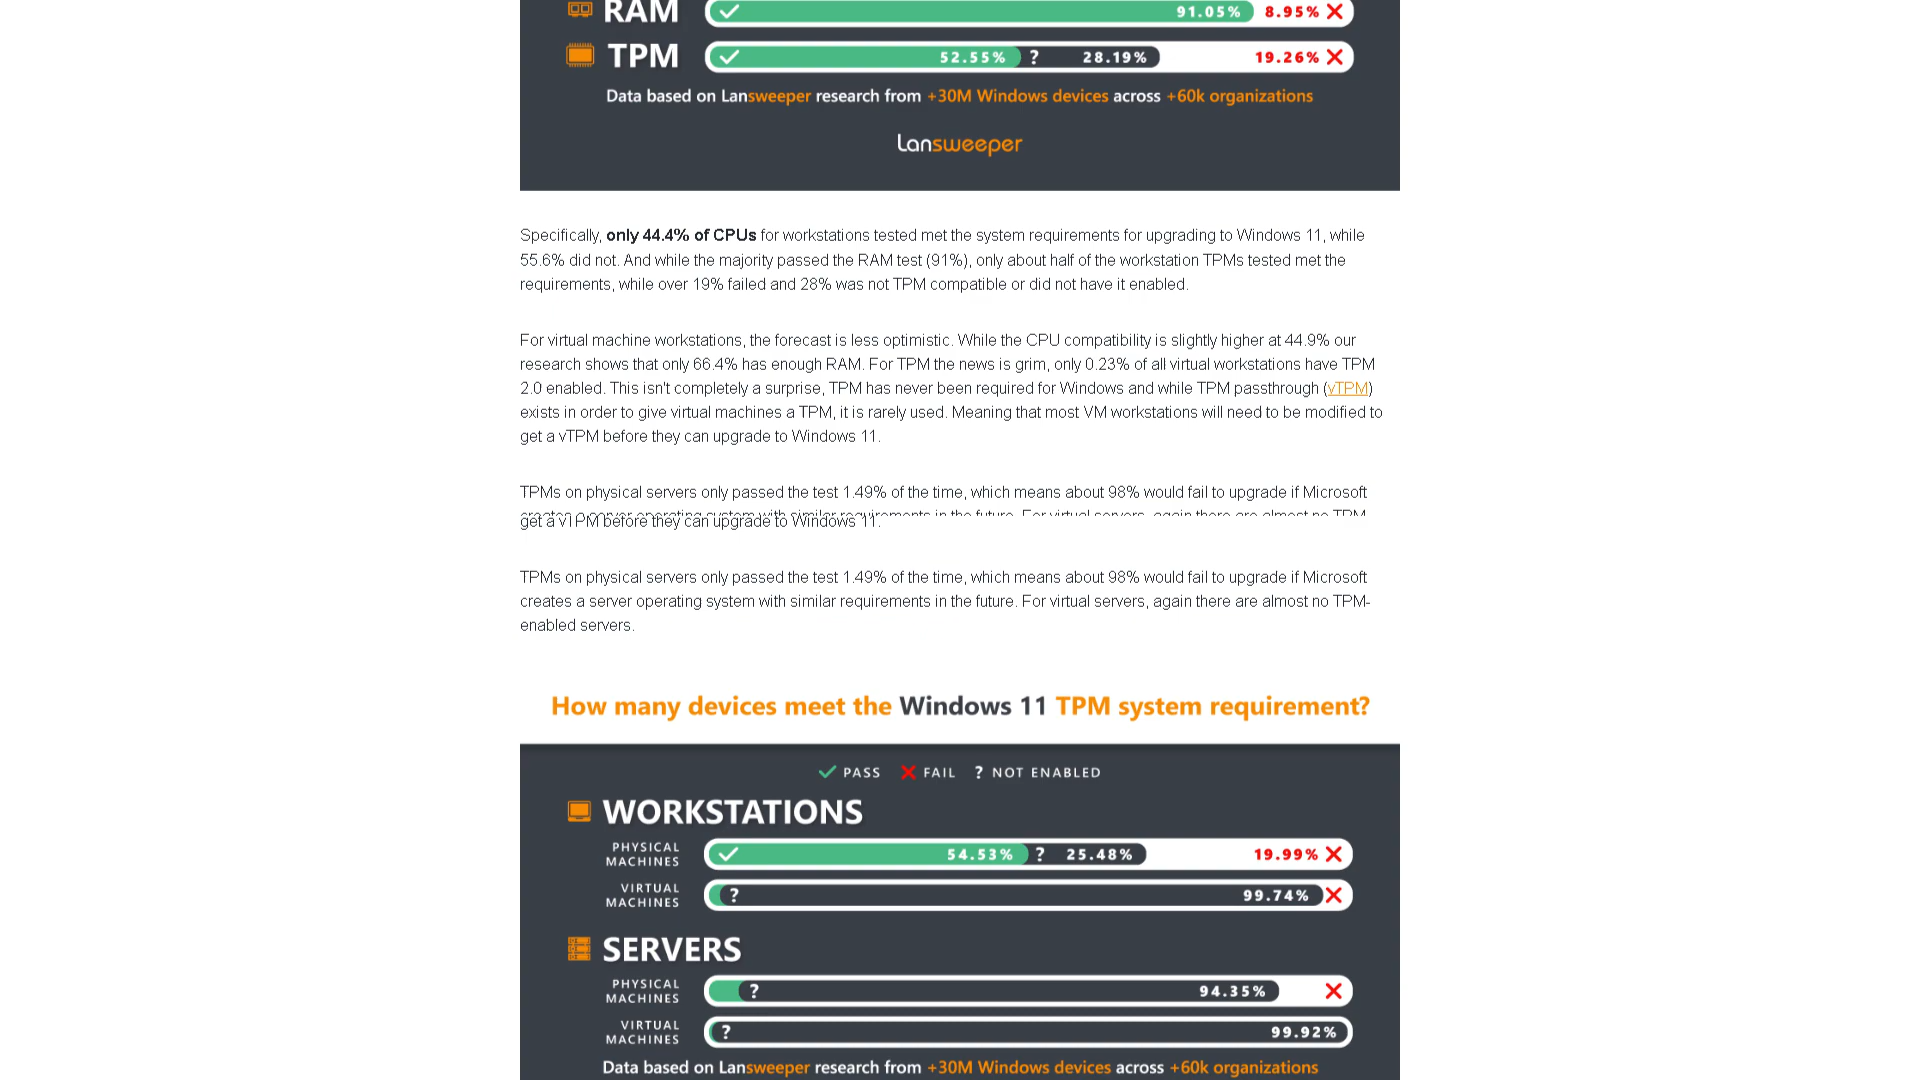 RAM 91.05% 8.95%
TPM 52.55% ? 28.19% 19.26%
Data based on Lansweeper research from +30M Windows devices across +60k organizations
Lansweeper
Specifically, only 44.4% of CPUs for workstations tested met the system requirements for upgrading to Windows 11, while
55.6% did not. And while the majority passed the RAM test (91%), only about half of the workstation TPMs tested met the
requirements, while over 19% failed and 28% was not TPM compatible or did not have it enabled.
For virtual machine workstations, the forecast is less optimistic. While the CPU compatibility is slightly higher at 44.9% our
research shows that only 66.4% has enough RAM. For TPM the news is grim, only 0.23% of all virtual workstations have TPM
2.0 enabled. This isn't completely a surprise, TPM has never been required for Windows and while TPM passthrough (vTPM)
exists in order to give virtual machines a TPM, it is rarely used. Meaning that most VM workstations will need to be modified to
get a vTPM before they can upgrade to Windows 11.
TPMs on physical servers only passed the test 1.49% of the time, which means about 98% would fail to upgrade if Microsoft
creates a server operating system with similar requirements in the future. For virtual servers, again there are almost no TPM-
get a vTPM before they can upgrade to Windows 11.
TPMs on physical servers only passed the test 1.49% of the time, which means about 98% would fail to upgrade if Microsoft
creates a server operating system with similar requirements in the future. For virtual servers, again there are almost no TPM-
enabled servers.
How many devices meet the Windows 11 TPM system requirement?
PASS FAIL ? NOT ENABLED
WORKSTATIONS
PHYSICAL
MACHINES 54.53% ? 25.48% 19.99%
VIRTUAL
MACHINES ? 99.74%
SERVERS
PHYSICAL
MACHINES ? 94.35%
VIRTUAL
MACHINES ? 99.92%
Data based on Lansweeper research from +30M Windows devices across +60k organizations